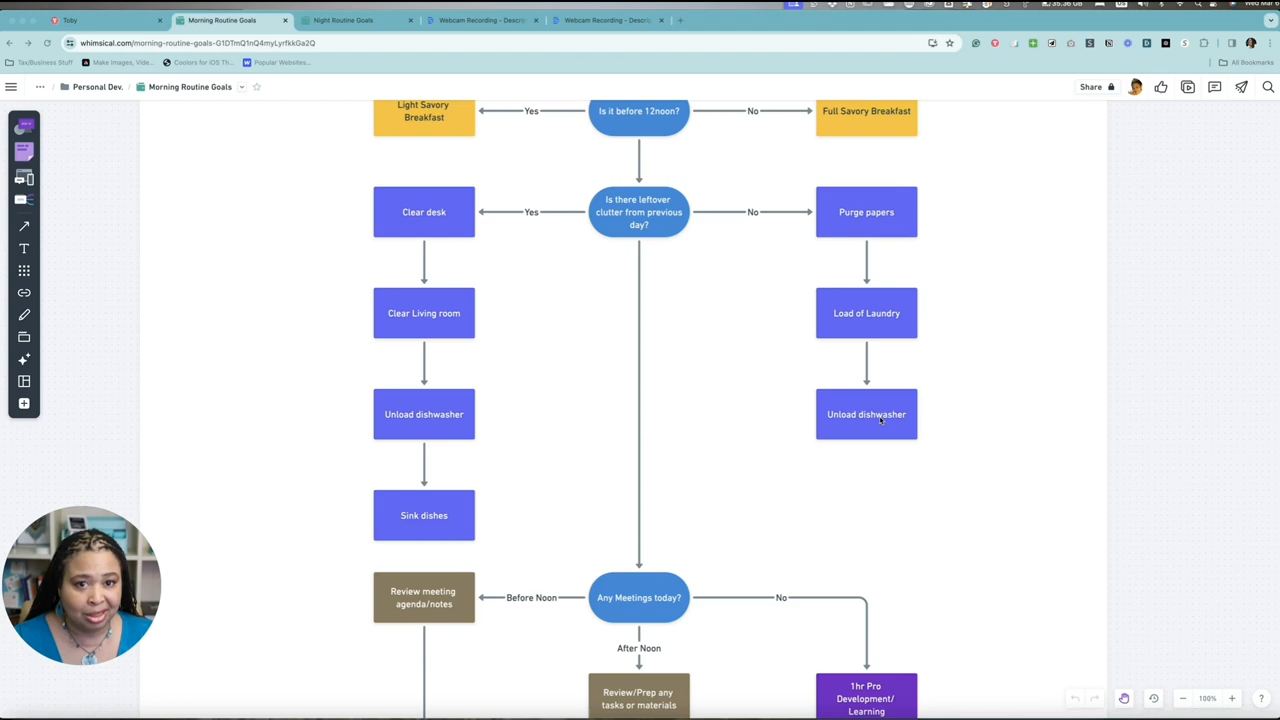 Wed Mar 6
Toby
Morning Routine Goals
Night Routine Goals
Webcam Recording - Descri
Webcam Recording - Descri
whimsical.com/morning-routine-goals-G1DTmQ1nQ4myLyrfkkGa2Q
Tax/Business Stuff
Make Images, Vide...
Coolors for iOS Th...
Popular Websites...
All Bookmarks
Personal Dev.
/
Morning Routine Goals
Share
Light Savory
Breakfast
Yes
Is it before 12noon?
No
Full Savory Breakfast
Clear desk
Yes
Is there leftover
clutter from previous
day?
No
Purge papers
Clear Living room
Load of Laundry
Unload dishwasher
Unload dishwasher
Sink dishes
Review meeting
agenda/notes
Before Noon
Any Meetings today?
No
After Noon
Review/Prep any
tasks or materials
1hr Pro
Development/
Learning
100%